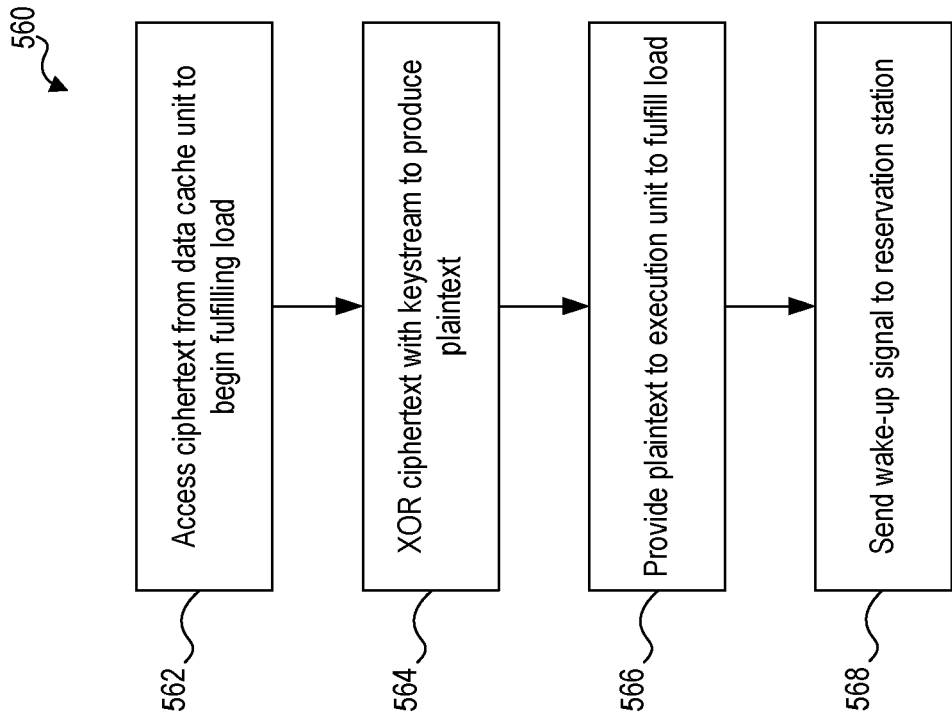 560
562
Access ciphertext from data cache unit to
begin fulfilling load
564
XOR ciphertext with keystream to produce
plaintext
566
Provide plaintext to execution unit to fulfill load
568
Send wake-up signal to reservation station